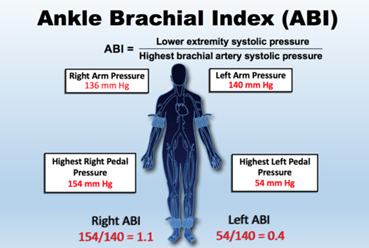 Ankle Brachial Index (ABI)
ABI = Lower extremity systolic pressure
Highest brachial artery systolic pressure
Right Arm Pressure
136 mm Hg
Left Arm Pressure
140 mm Hg
Highest Right Pedal
Pressure
154 mm Hg
Highest Left Pedal
Pressure
54 mm Hg
Right ABI
154/140 = 1.1
Left ABI
54/140 = 0.4